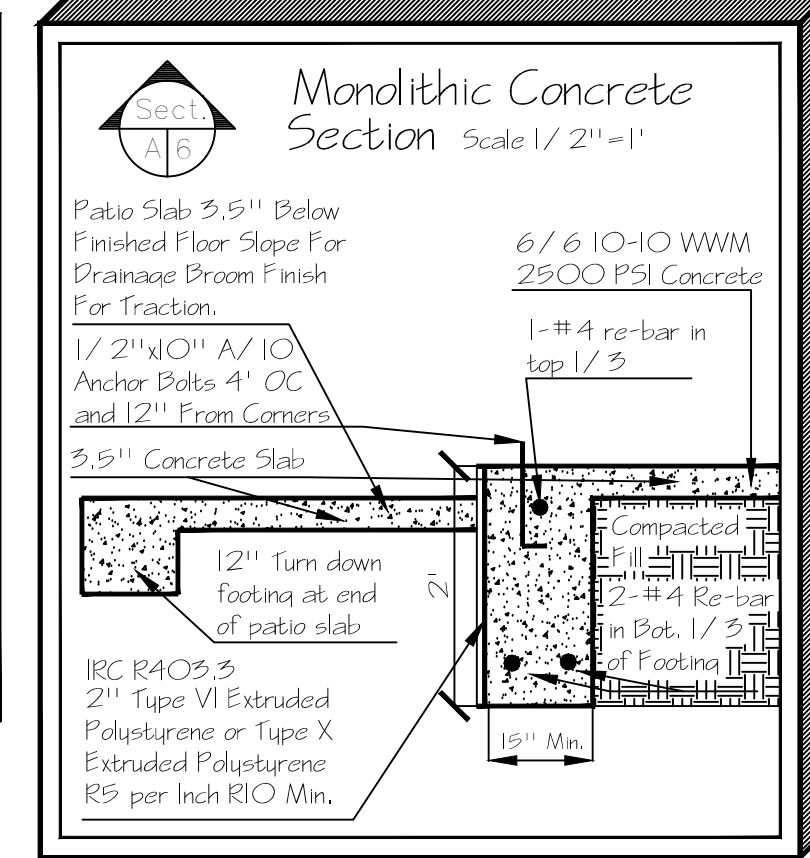 Sect.
A 6
Monolithic Concrete
Section Scale 1/2"=1'
Patio Slab 3.5" Below
Finished Floor Slope For
Drainage Broom Finish
For Traction.
6/6 10-10 WWM
2500 PSI Concrete
1-#4 re-bar in
top 1/3
1/2"x10" A/10
Anchor Bolts 4' OC
and 12" From Corners
3.5" Concrete Slab
Compacted
Fill
12" Turn down
footing at end
of patio slab
2'
2-#4 Re-bar
in Bot. 1/3
of Footing
IRC R403.3
2" Type VI Extruded
Polystyrene or Type X
Extruded Polystyrene
R5 per Inch R10 Min.
15" Min.